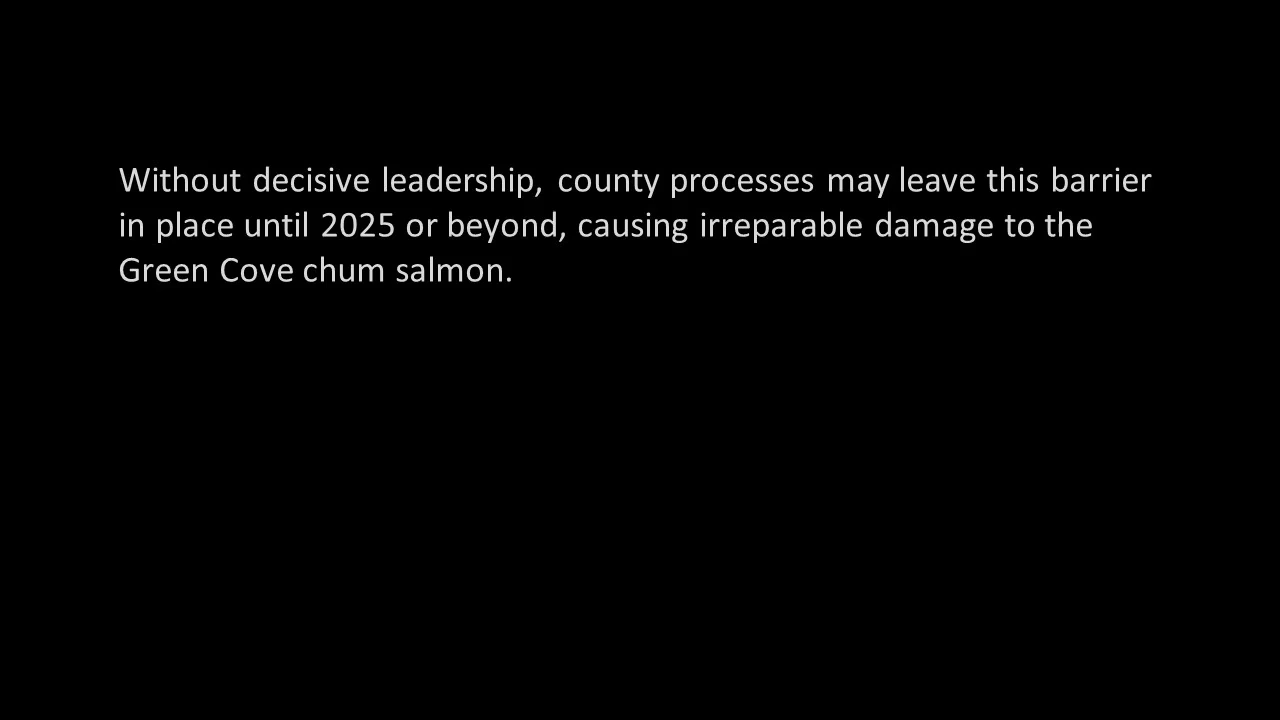 Without decisive leadership, county processes may leave this barrier
in place until 2025 or beyond, causing irreparable damage to the
Green Cove chum salmon.